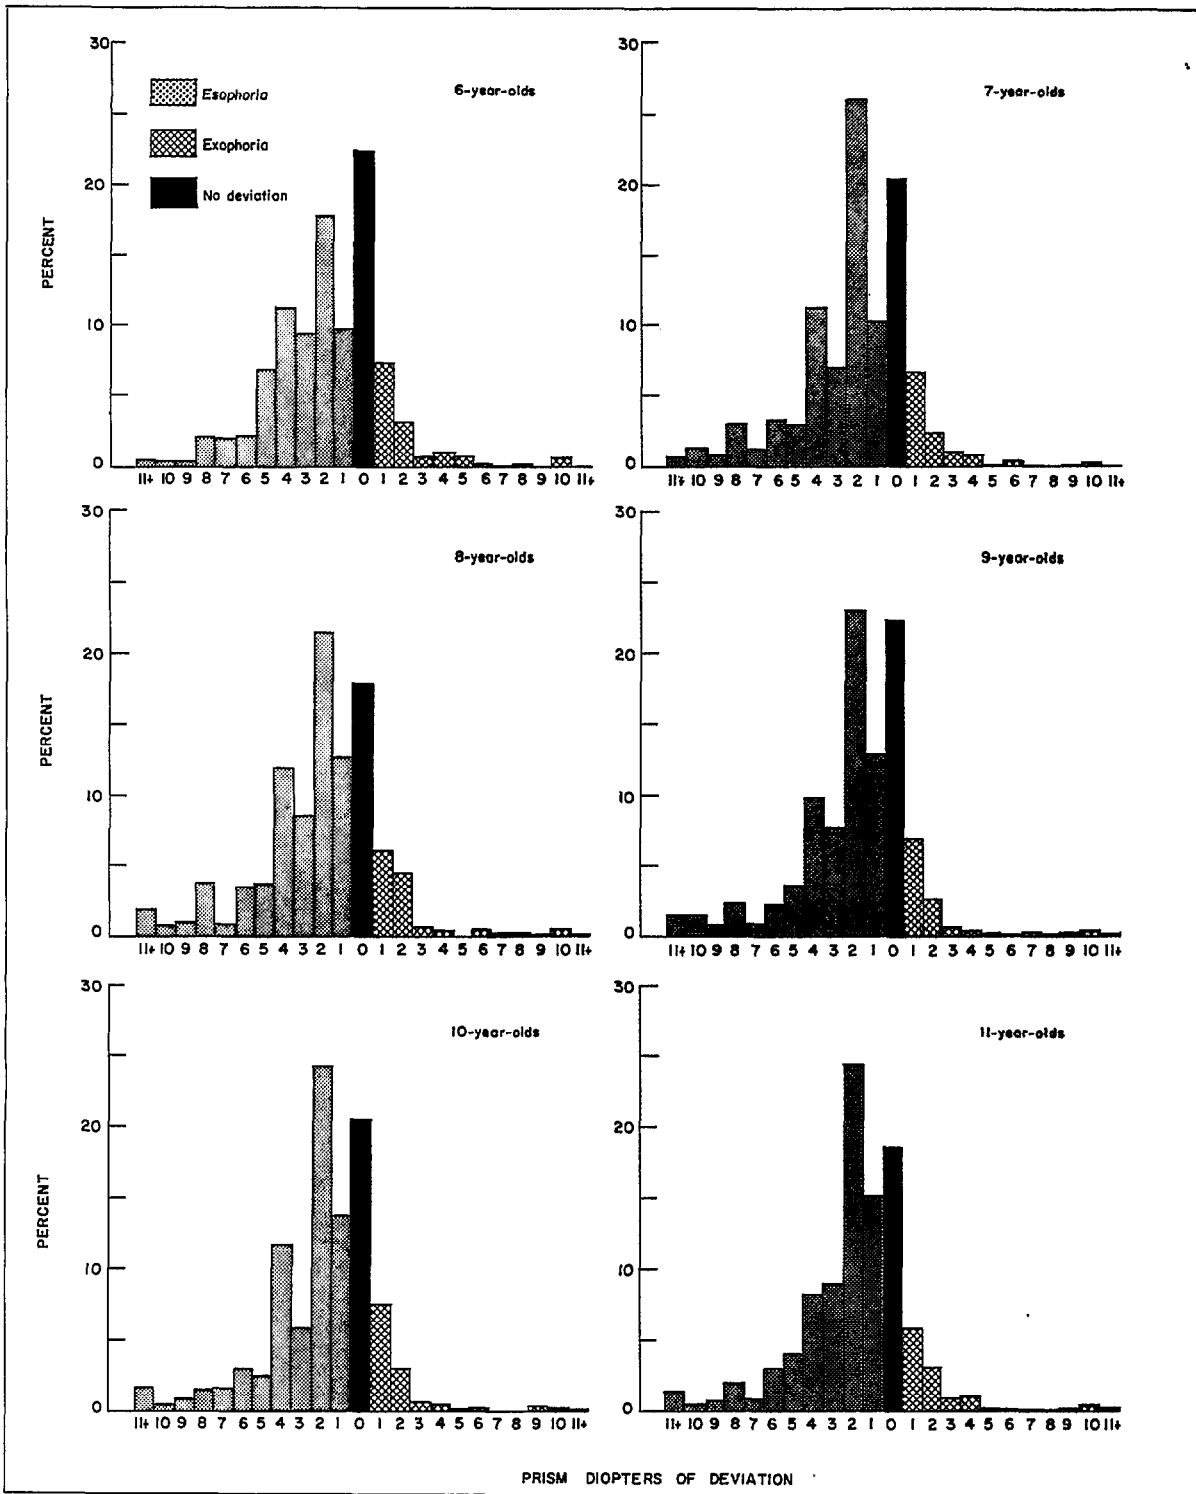 30
20
10
0
PERCENT
Esophoria
Exophoria
No deviation
6-year-olds
11+ 10 9 8 7 6 5 4 3 2 1 0 1 2 3 4 5 6 7 8 9 10 11+
30
20
10
0
7-year-olds
11+ 10 9 8 7 6 5 4 3 2 1 0 1 2 3 4 5 6 7 8 9 10 11+
30
20
10
0
PERCENT
8-year-olds
11+ 10 9 8 7 6 5 4 3 2 1 0 1 2 3 4 5 6 7 8 9 10 11+
30
20
10
0
9-year-olds
11+ 10 9 8 7 6 5 4 3 2 1 0 1 2 3 4 5 6 7 8 9 10 11+
30
20
10
0
PERCENT
10-year-olds
11+ 10 9 8 7 6 5 4 3 2 1 0 1 2 3 4 5 6 7 8 9 10 11+
30
20
10
0
11-year-olds
11+ 10 9 8 7 6 5 4 3 2 1 0 1 2 3 4 5 6 7 8 9 10 11+
PRISM DIOPTERS OF DEVIATION